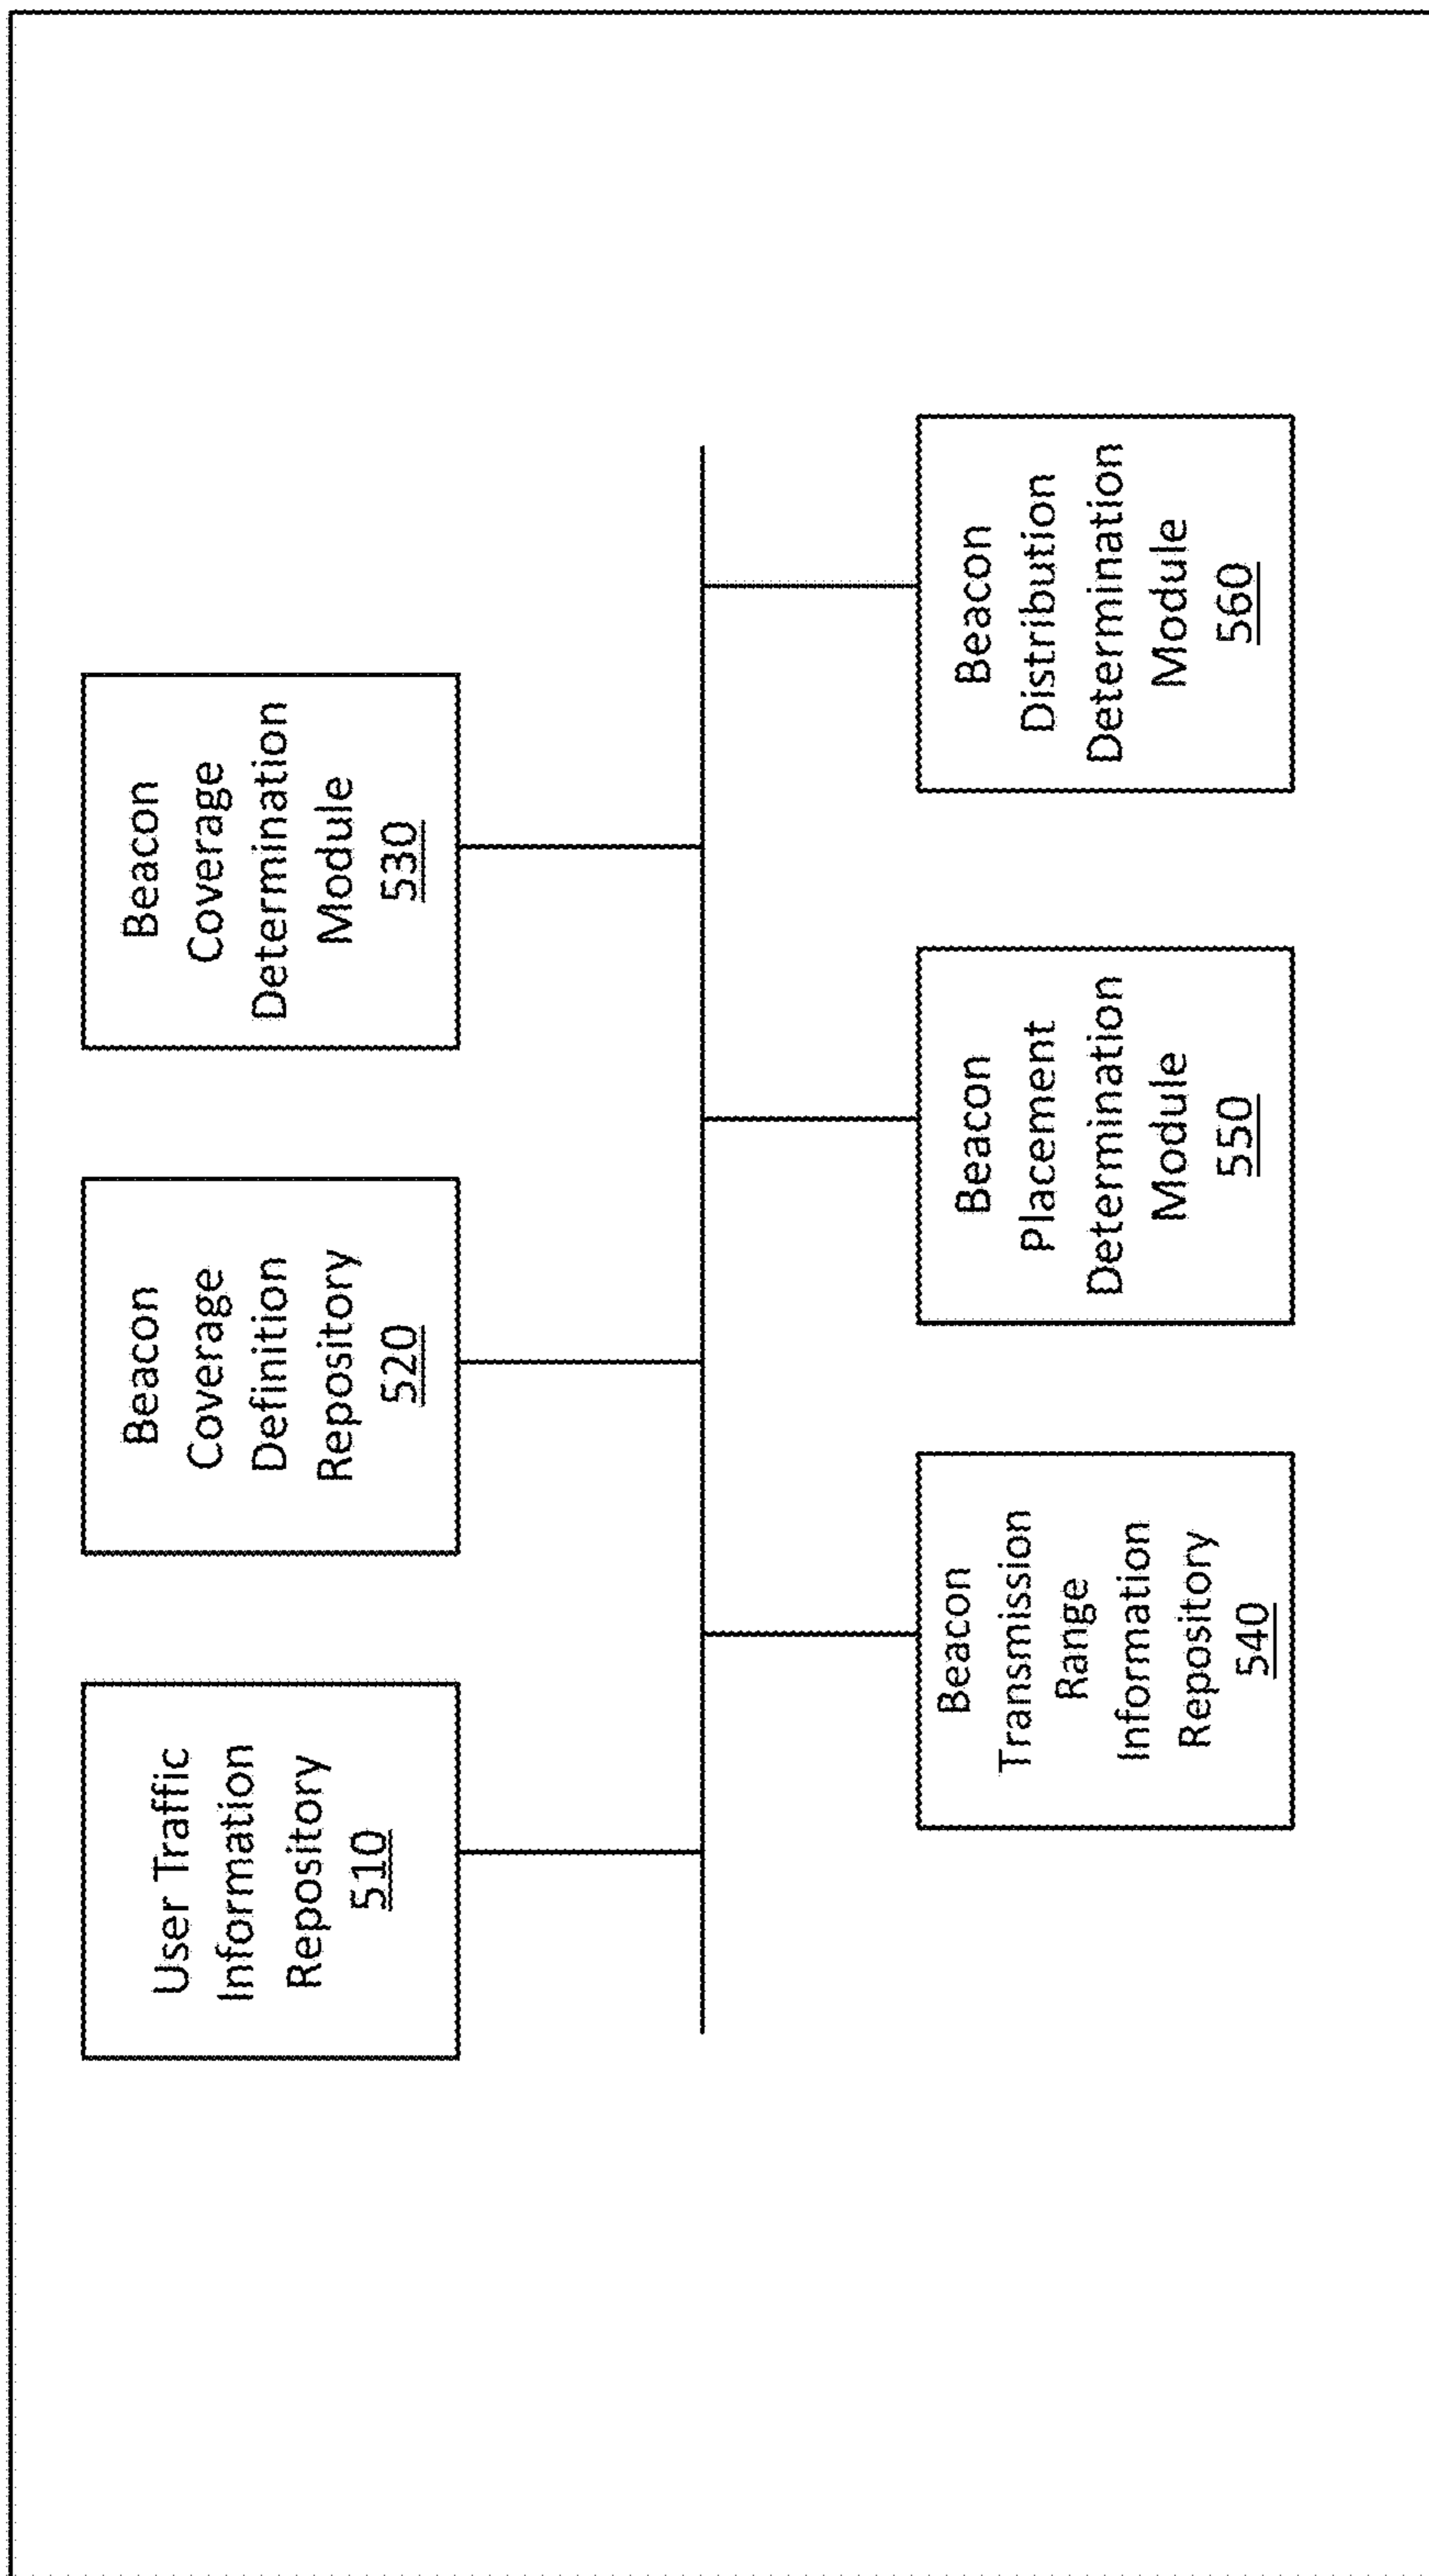 User Traffic
Information
Repository
510
Beacon
Coverage
Definition
Repository
520
Beacon
Coverage
Determination
Module
530
Beacon
Transmission
Range
Information
Repository
540
Beacon
Placement
Determination
Module
550
Beacon
Distribution
Determination
Module
560